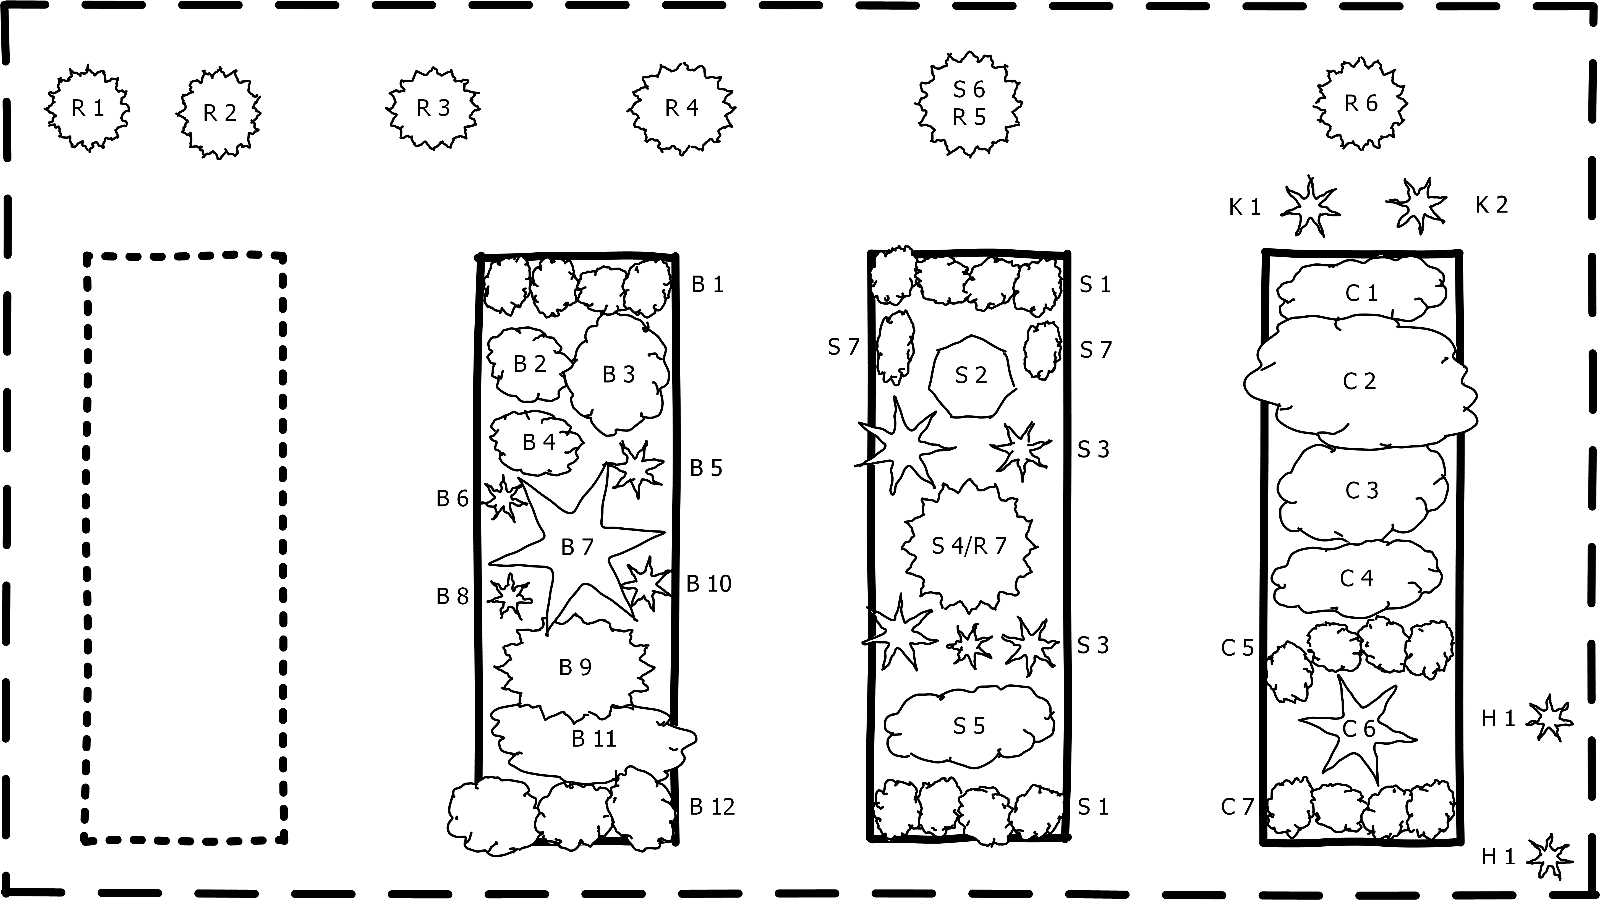 R 1
R 2
R 3
R 4
S 6
R 5
R 6
K 1
K 2
B 1
B 2
B 3
B 4
B 5
B 6
B 7
B 8
B 10
B 9
B 11
B 12
S 1
S 7
S 7
S 2
S 3
S 4/R 7
S 3
S 5
S 1
C 1
C 2
C 3
C 4
C 5
C 6
C 7
H 1
H 1